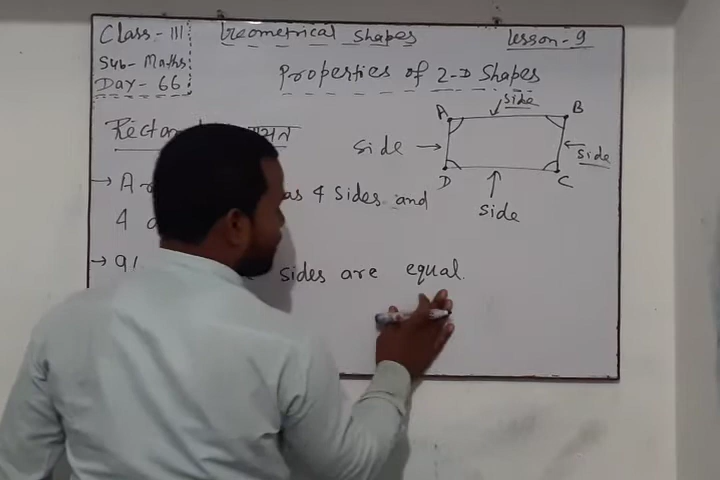 Class-III
Geometrical shapes
Lesson-9
Sub- Maths
Day- 66
Properties of 2-D Shapes
side
A
B
side
side
D
C
side
→ A
as 4 sides and
4
→
sides are equal.